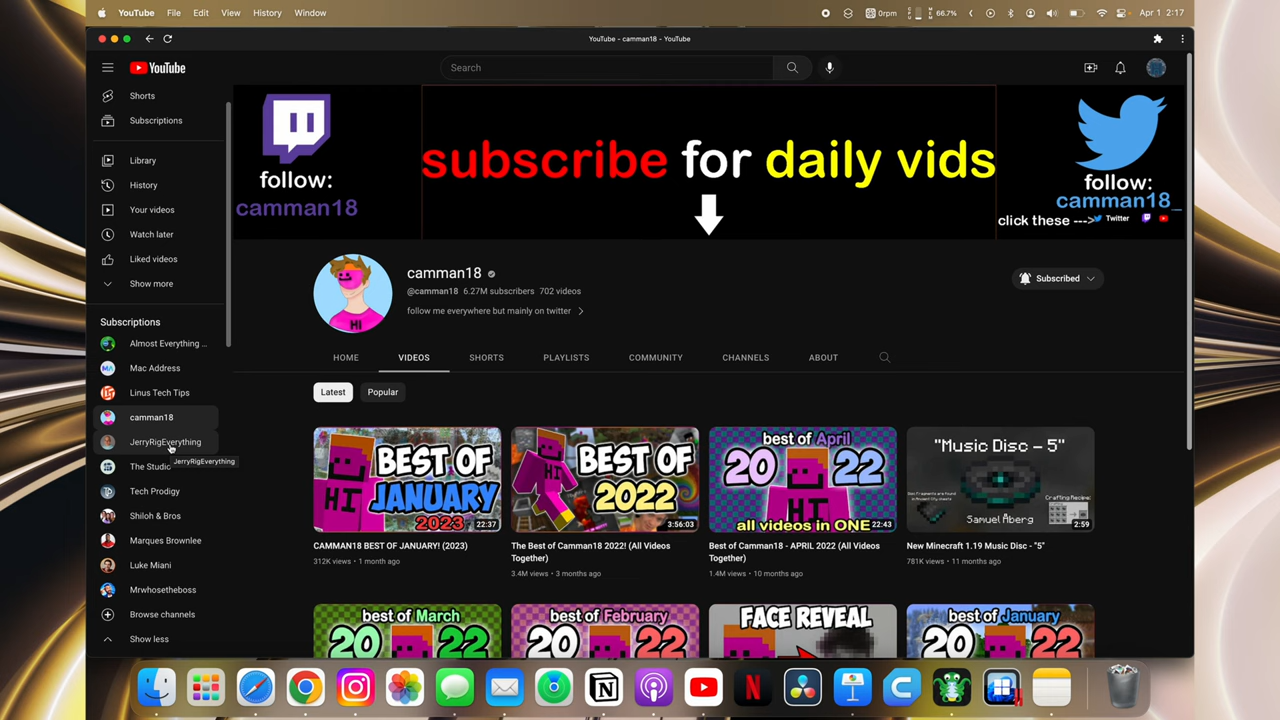 YouTube File Edit View History Window
0rpm 66.7% Apr 1 2:17
YouTube - camman18 - YouTube
YouTube
Search
Shorts
Subscriptions
Library
History
Your videos
Watch later
Liked videos
Show more
Subscriptions
Almost Everything ...
Mac Address
Linus Tech Tips
camman18
JerryRigEverything
JerryRigEverything
The Studio
Tech Prodigy
Shiloh & Bros
Marques Brownlee
Luke Miani
Mrwhosetheboss
Browse channels
Show less
follow:
camman18
subscribe for daily vids
follow:
camman18_
click these ---> Twitter
camman18
@camman18 6.27M subscribers 702 videos
follow me everywhere but mainly on twitter
Subscribed
HOME VIDEOS SHORTS PLAYLISTS COMMUNITY CHANNELS ABOUT
Latest Popular
BEST OF
JANUARY
2023
HI
22:37
CAMMAN18 BEST OF JANUARY! (2023)
312K views • 1 month ago
BEST OF
2022
HI
3:56:03
The Best of Camman18 2022! (All Videos
Together)
3.4M views • 3 months ago
best of April
20 22
HI
all videos in ONE
22:43
Best of Camman18 - APRIL 2022 (All Videos
Together)
1.4M views • 10 months ago
"Music Disc - 5"
Crafting Recipe:
Samuel Åberg
2:59
New Minecraft 1.19 Music Disc - "5"
781K views • 11 months ago
best of March
20 22
best of February
20 22
FACE REVEAL
best of January
20 22